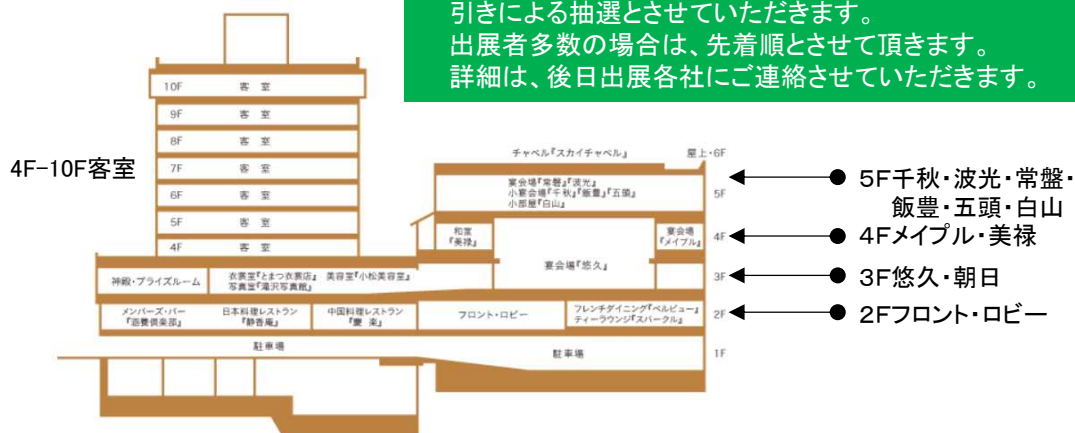 引きによる抽選とさせていただきます。
出展者多数の場合は、先着順とさせて頂きます。
詳細は、後日出展各社にご連絡させていただきます。
4F-10F客室
10F 客 室
9F 客 室
8F 客 室
7F 客 室
6F 客 室
5F 客 室
4F 客 室
チャペル『スカイチャペル』 屋上・6F
宴会場『常磐』『波光』
小宴会場『千秋』『飯豊』『五頭』
小部屋『白山』
5F
和室
『美禄』
宴会場
『メイプル』
4F
宴会場『悠久』
3F
神殿・ブライズルーム
衣裳室『とまつ衣裳店』 美容室『小松美容室』
写真室『滝沢写真館』
メンバーズ・バー
日本料理レストラン
『静香庵』
中国料理レストラン
『慶楽』
フロント・ロビー
フレンチダイニング『ベルビュー』
ティーラウンジ『スパークル』
2F
駐車場
駐車場
1F
5F千秋・波光・常盤・
飯豊・五頭・白山
4Fメイプル・美禄
3F悠久・朝日
2Fフロント・ロビー